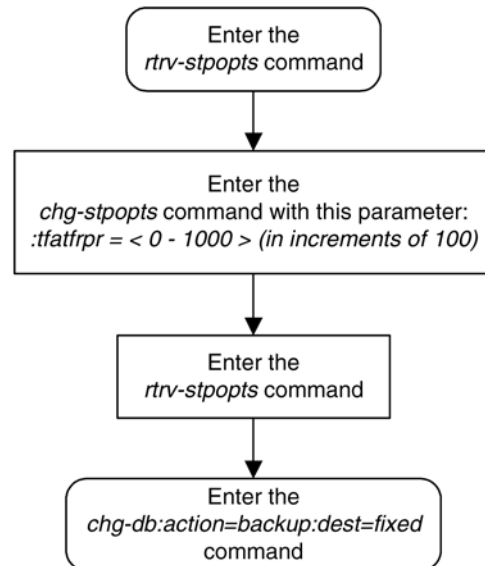 Enter the
rtrv-stpopts command
Enter the
chg-stpopts command with this parameter:
:tfatfrpr = < 0 - 1000 > (in increments of 100)
Enter the
rtrv-stpopts command
Enter the
chg-db:action=backup:dest=fixed
command